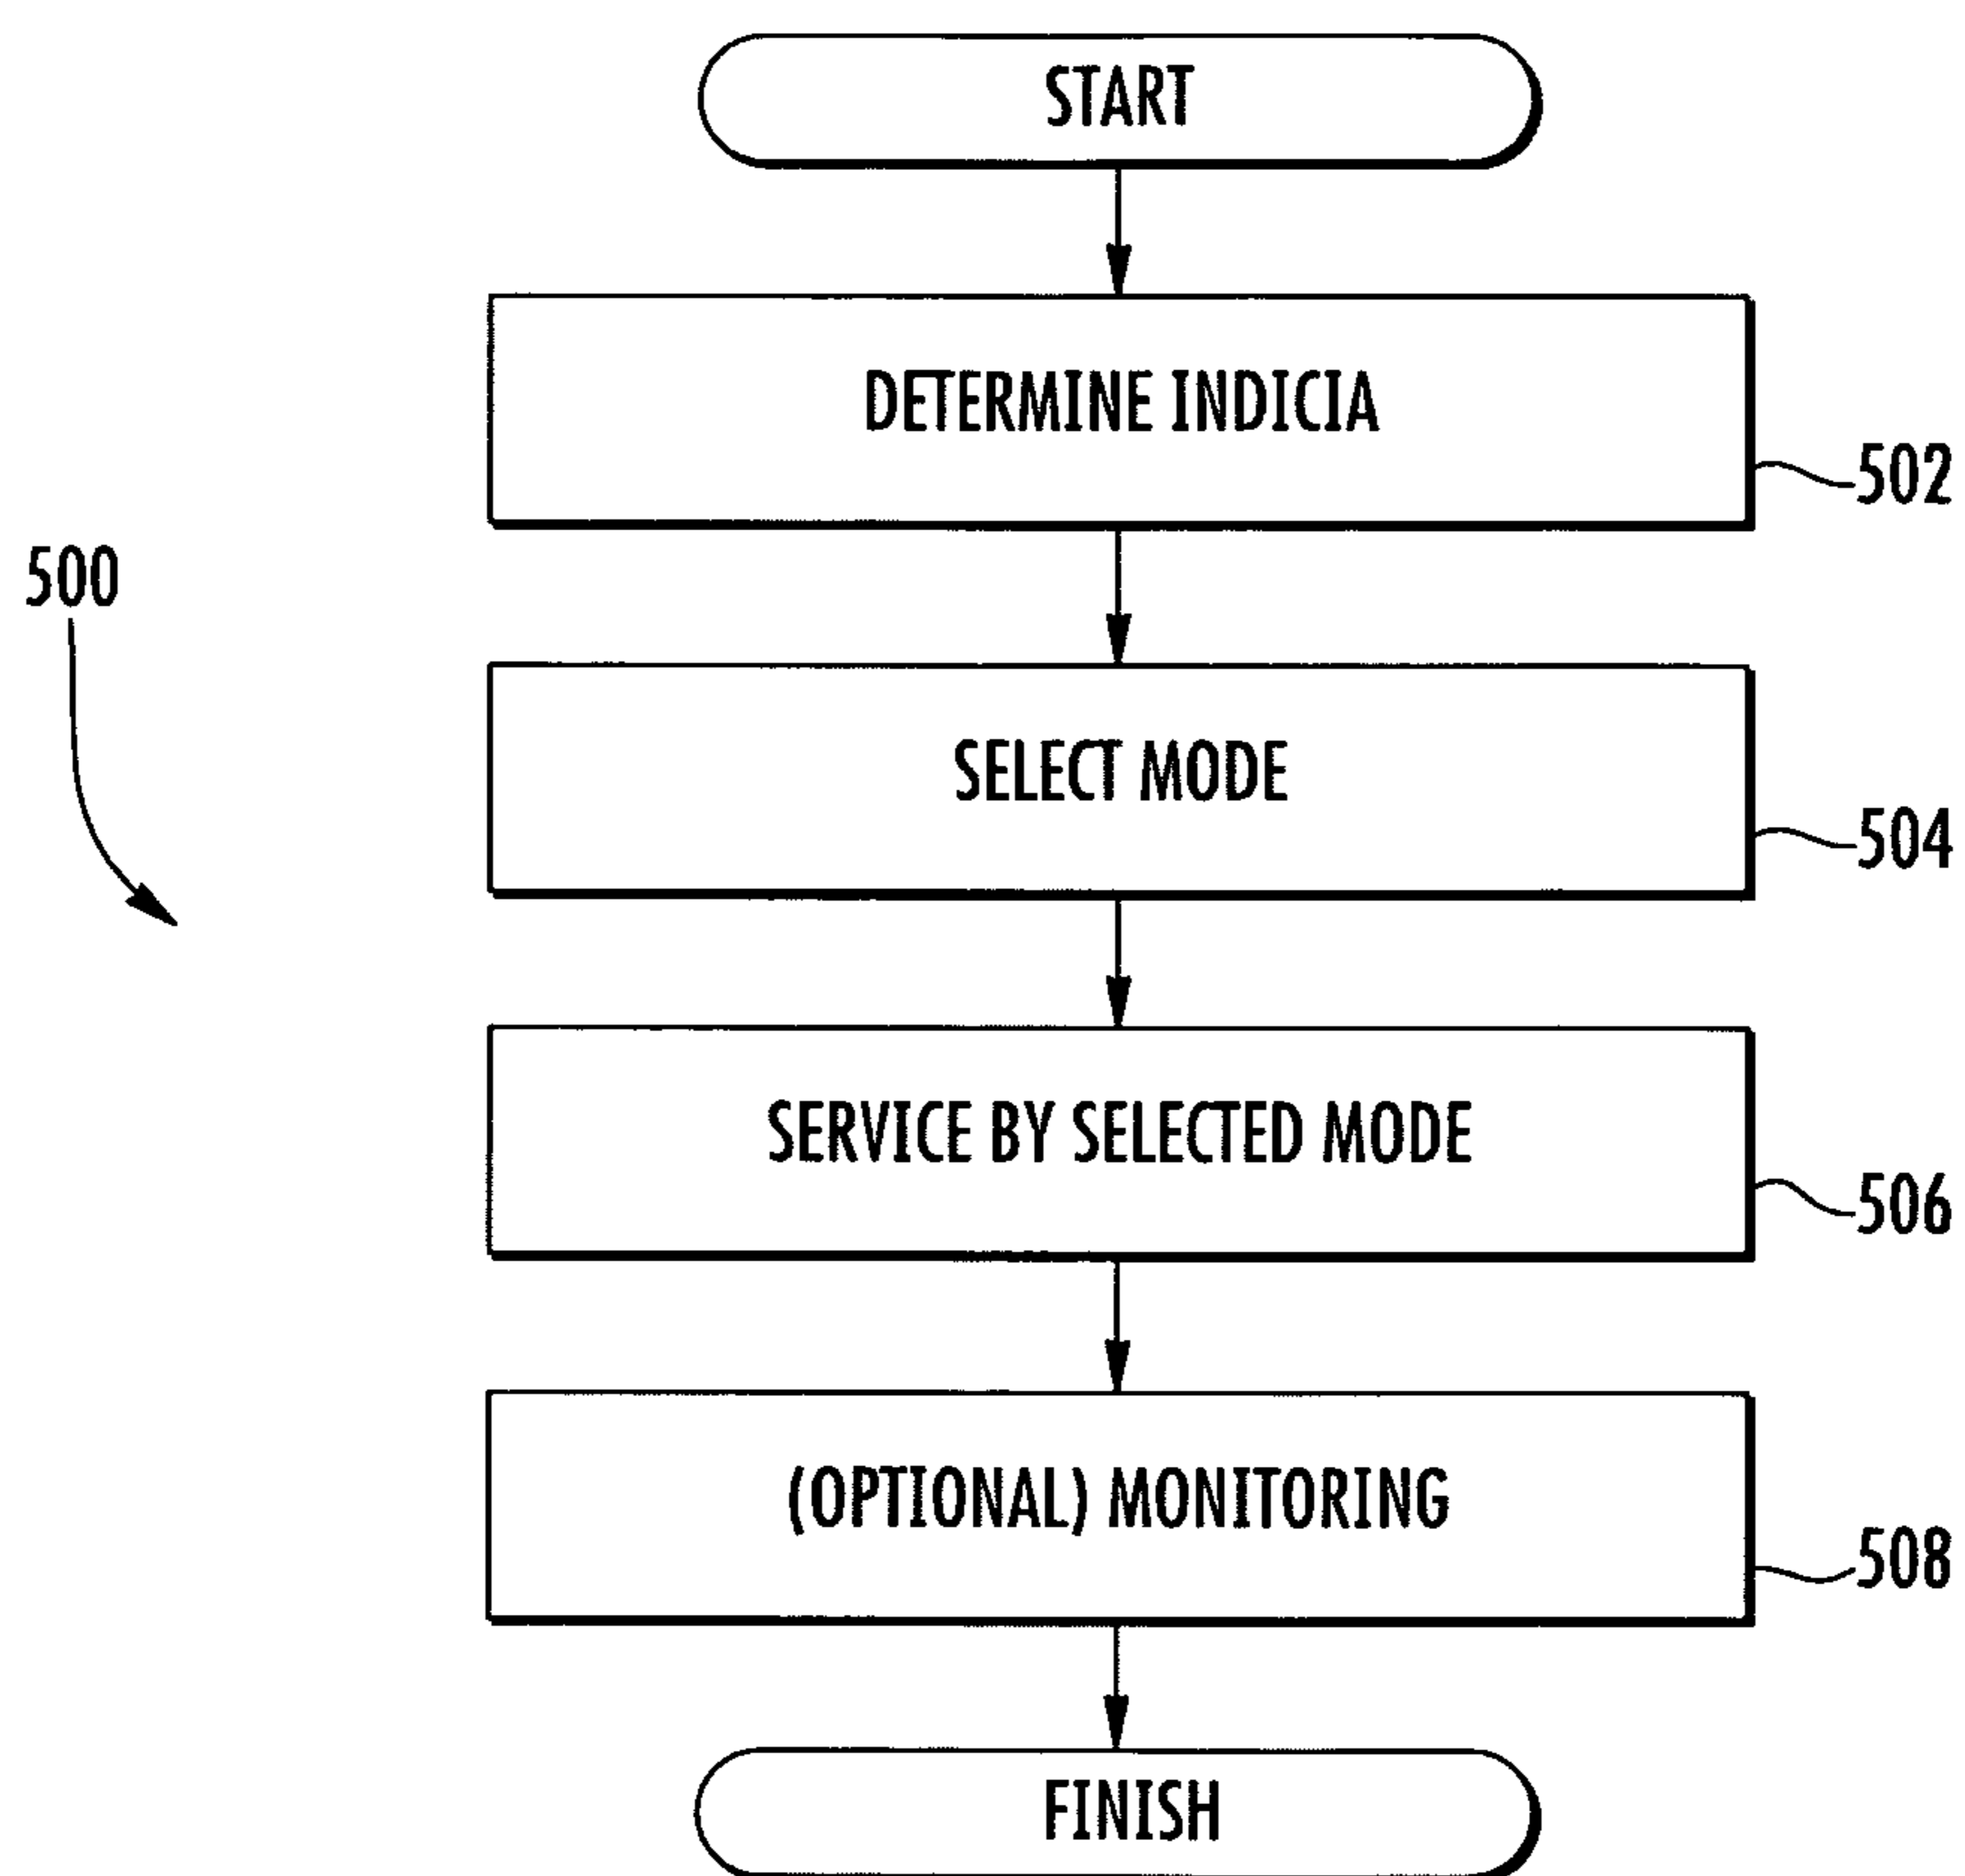 START
DETERMINE INDICIA
502
500
SELECT MODE
504
SERVICE BY SELECTED MODE
506
(OPTIONAL) MONITORING
508
FINISH